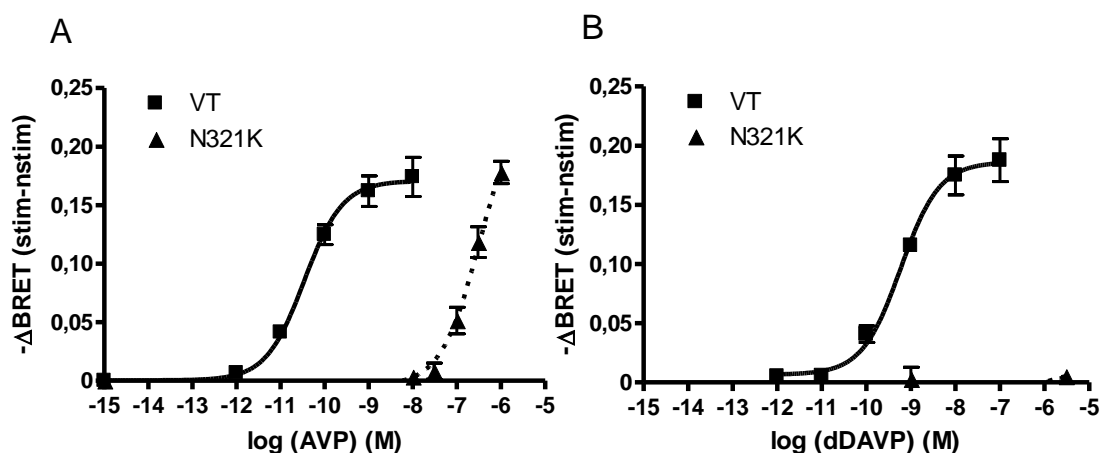 A
VT
N321K
0,25
0,20
0,15
0,10
0,05
0
-ΔBRET (stim-nstim)
-15 -14 -12 -11 -10 -9 -8 -7 -6 -5
log (AVP) (M)
B
VT
N321K
0,25
0,20
0,15
0,10
0,05
0
-ΔBRET (stim-nstim)
-15 -14 -12 -11 -10 -9 -8 -7 -6 -5
log (dDAVP) (M)